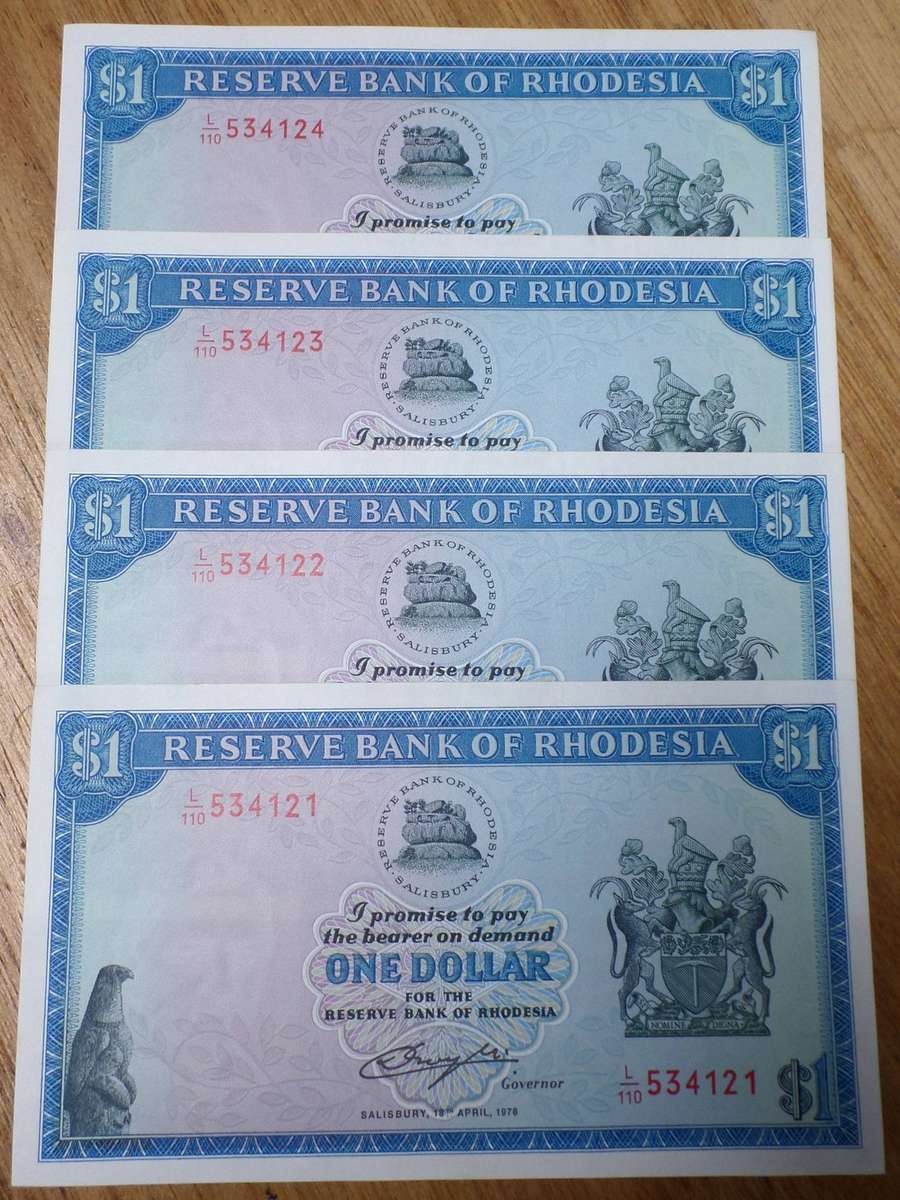 $1 RESERVE BANK OF RHODESIA $1
L/110 534124
RESERVE BANK OF RHODESIA · SALISBURY ·
I promise to pay
$1 RESERVE BANK OF RHODESIA $1
L/110 534123
RESERVE BANK OF RHODESIA · SALISBURY ·
I promise to pay
$1 RESERVE BANK OF RHODESIA $1
L/110 534122
RESERVE BANK OF RHODESIA · SALISBURY ·
I promise to pay
$1 RESERVE BANK OF RHODESIA $1
L/110 534121
RESERVE BANK OF RHODESIA · SALISBURY ·
I promise to pay
the bearer on demand
ONE DOLLAR
FOR THE
RESERVE BANK OF RHODESIA
NOMINE DIGNA
Governor
L/110 534121 $1
SALISBURY, 18TH APRIL, 1978